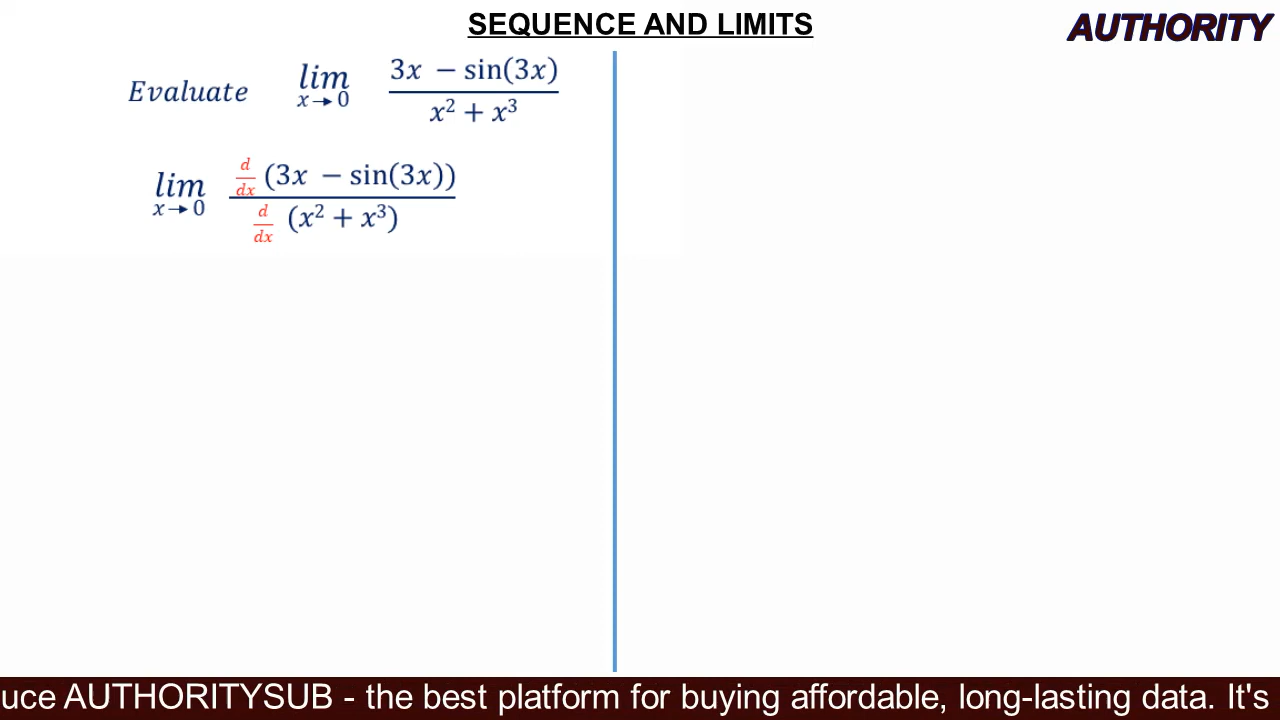 SEQUENCE AND LIMITS
AUTHORITY
Evaluate lim x→0 3x − sin(3x) / x² + x³
lim x→0 d/dx (3x − sin(3x)) / d/dx (x² + x³)
uce AUTHORITYSUB - the best platform for buying affordable, long-lasting data. It's